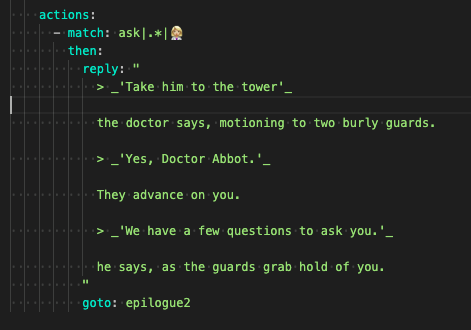 actions:
- match: ask|.*|👩🏼‍⚕️
then:
reply: "
> _'Take him to the tower'_
the doctor says, motioning to two burly guards.
> _'Yes, Doctor Abbot.'_
They advance on you.
> _'We have a few questions to ask you.'_
he says, as the guards grab hold of you.
"
goto: epilogue2